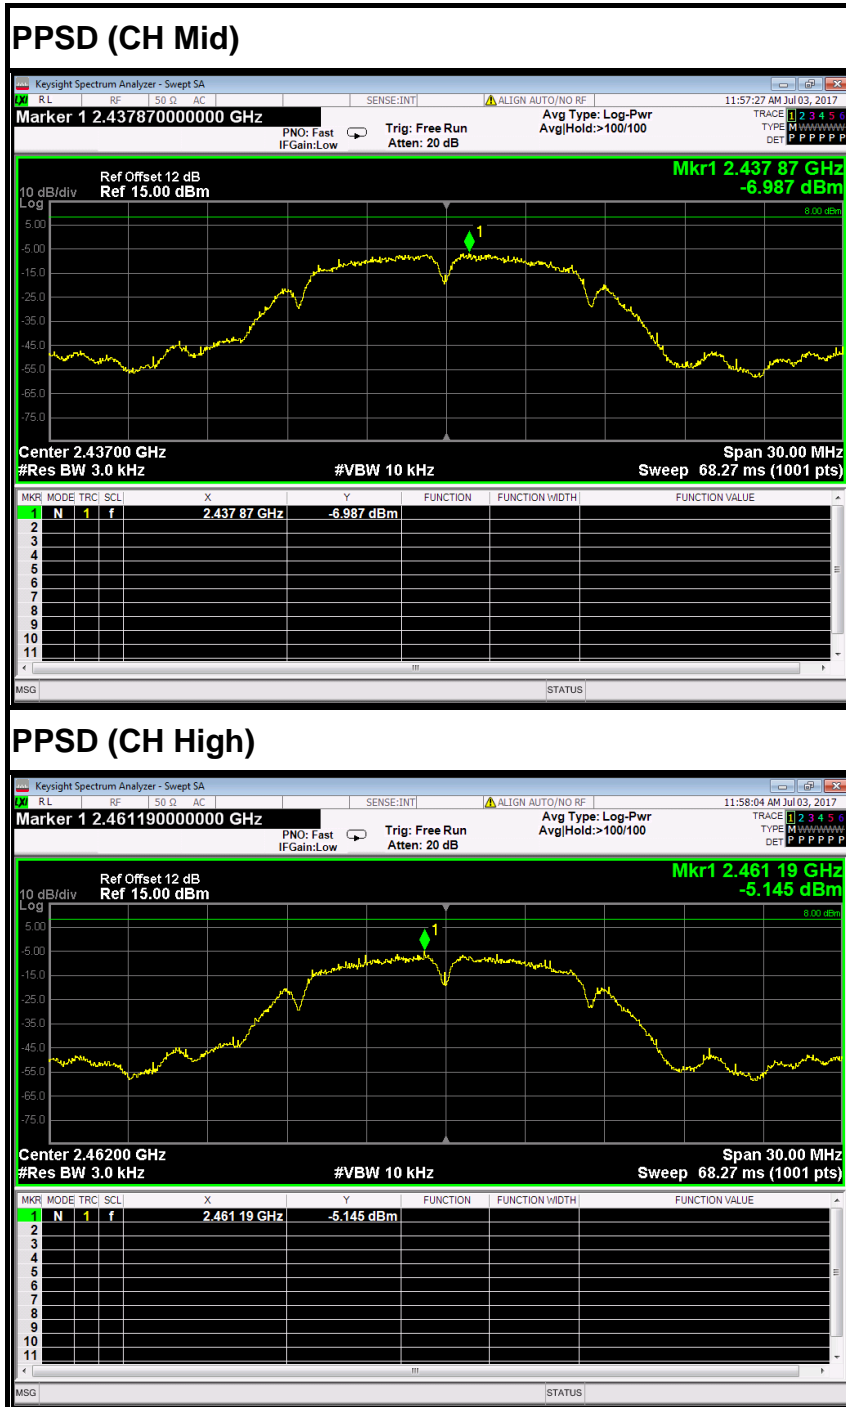 PPSD (CH Mid)
Keysight Spectrum Analyzer - Swept SA
LXI RL RF 50 Ω AC SENSE:INT ALIGN AUTO/NO RF 11:57:27 AM Jul 03, 2017
Marker 1 2.437870000000 GHz
PNO: Fast
IFGain:Low
Trig: Free Run
Atten: 20 dB
Avg Type: Log-Pwr
Avg|Hold:>100/100
TRACE 1 2 3 4 5 6
TYPE M WWWWW
DET P P P P P P
Mkr1 2.437 87 GHz
-6.987 dBm
Ref Offset 12 dB
10 dB/div Ref 15.00 dBm
Log
8.00 dBm
5.00
1
-5.00
-15.0
-25.0
-35.0
-45.0
-55.0
-65.0
-75.0
Center 2.43700 GHz Span 30.00 MHz
#Res BW 3.0 kHz #VBW 10 kHz Sweep 68.27 ms (1001 pts)
MKR MODE TRC SCL X Y FUNCTION FUNCTION WIDTH FUNCTION VALUE
1 N 1 f 2.437 87 GHz -6.987 dBm
2
3
4
5
6
7
8
9
10
11
MSG STATUS
PPSD (CH High)
Keysight Spectrum Analyzer - Swept SA
LXI RL RF 50 Ω AC SENSE:INT ALIGN AUTO/NO RF 11:58:04 AM Jul 03, 2017
Marker 1 2.461190000000 GHz
PNO: Fast
IFGain:Low
Trig: Free Run
Atten: 20 dB
Avg Type: Log-Pwr
Avg|Hold:>100/100
TRACE 1 2 3 4 5 6
TYPE M WWWWW
DET P P P P P P
Mkr1 2.461 19 GHz
-5.145 dBm
Ref Offset 12 dB
10 dB/div Ref 15.00 dBm
Log
8.00 dBm
5.00
1
-5.00
-15.0
-25.0
-35.0
-45.0
-55.0
-65.0
-75.0
Center 2.46200 GHz Span 30.00 MHz
#Res BW 3.0 kHz #VBW 10 kHz Sweep 68.27 ms (1001 pts)
MKR MODE TRC SCL X Y FUNCTION FUNCTION WIDTH FUNCTION VALUE
1 N 1 f 2.461 19 GHz -5.145 dBm
2
3
4
5
6
7
8
9
10
11
MSG STATUS